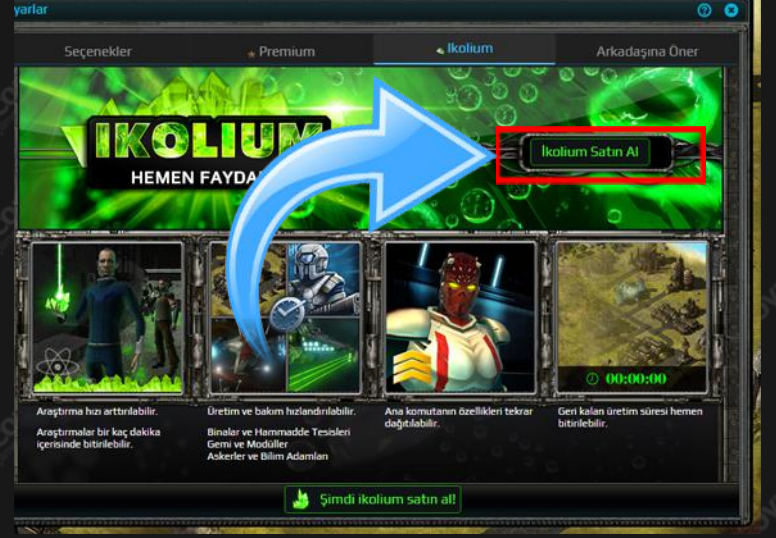 yarlar
Seçenekler
Premium
Ikolium
Arkadaşına Öner
IKOLIUM
HEMEN
İkolium Satın Al
00:00:00
Araştırma hızı arttırılabilir.
Araştırmalar bir kaç dakika
içerisinde bitirilebilir.
Üretim ve bakım hızlandırılabilir.
Binalar ve Hammadde Tesisleri
Gemi ve Modüller
Askerler ve Bilim Adamları
Ana komutanın özellikleri tekrar
dağıtılabilir.
Geri kalan üretim süresi hemen
bitirilebilir.
Şimdi ikolium satın al!